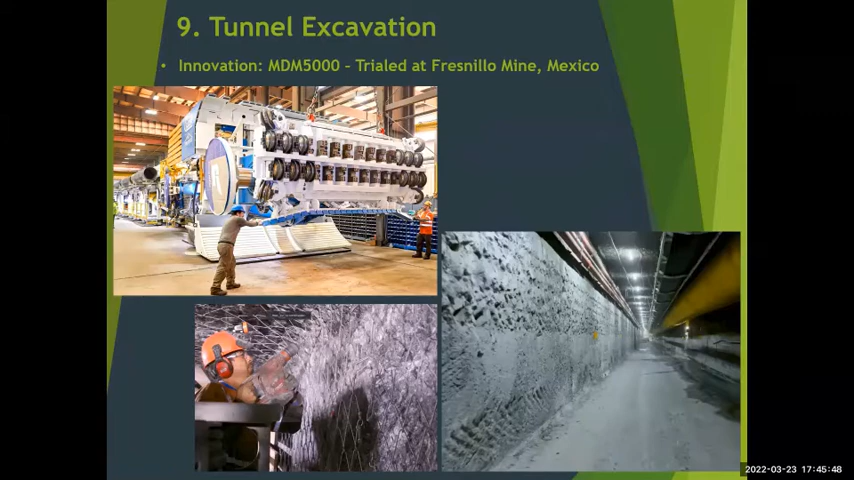 9. Tunnel Excavation
• Innovation: MDM5000 – Trialed at Fresnillo Mine, Mexico
2022-03-23 17:45:48